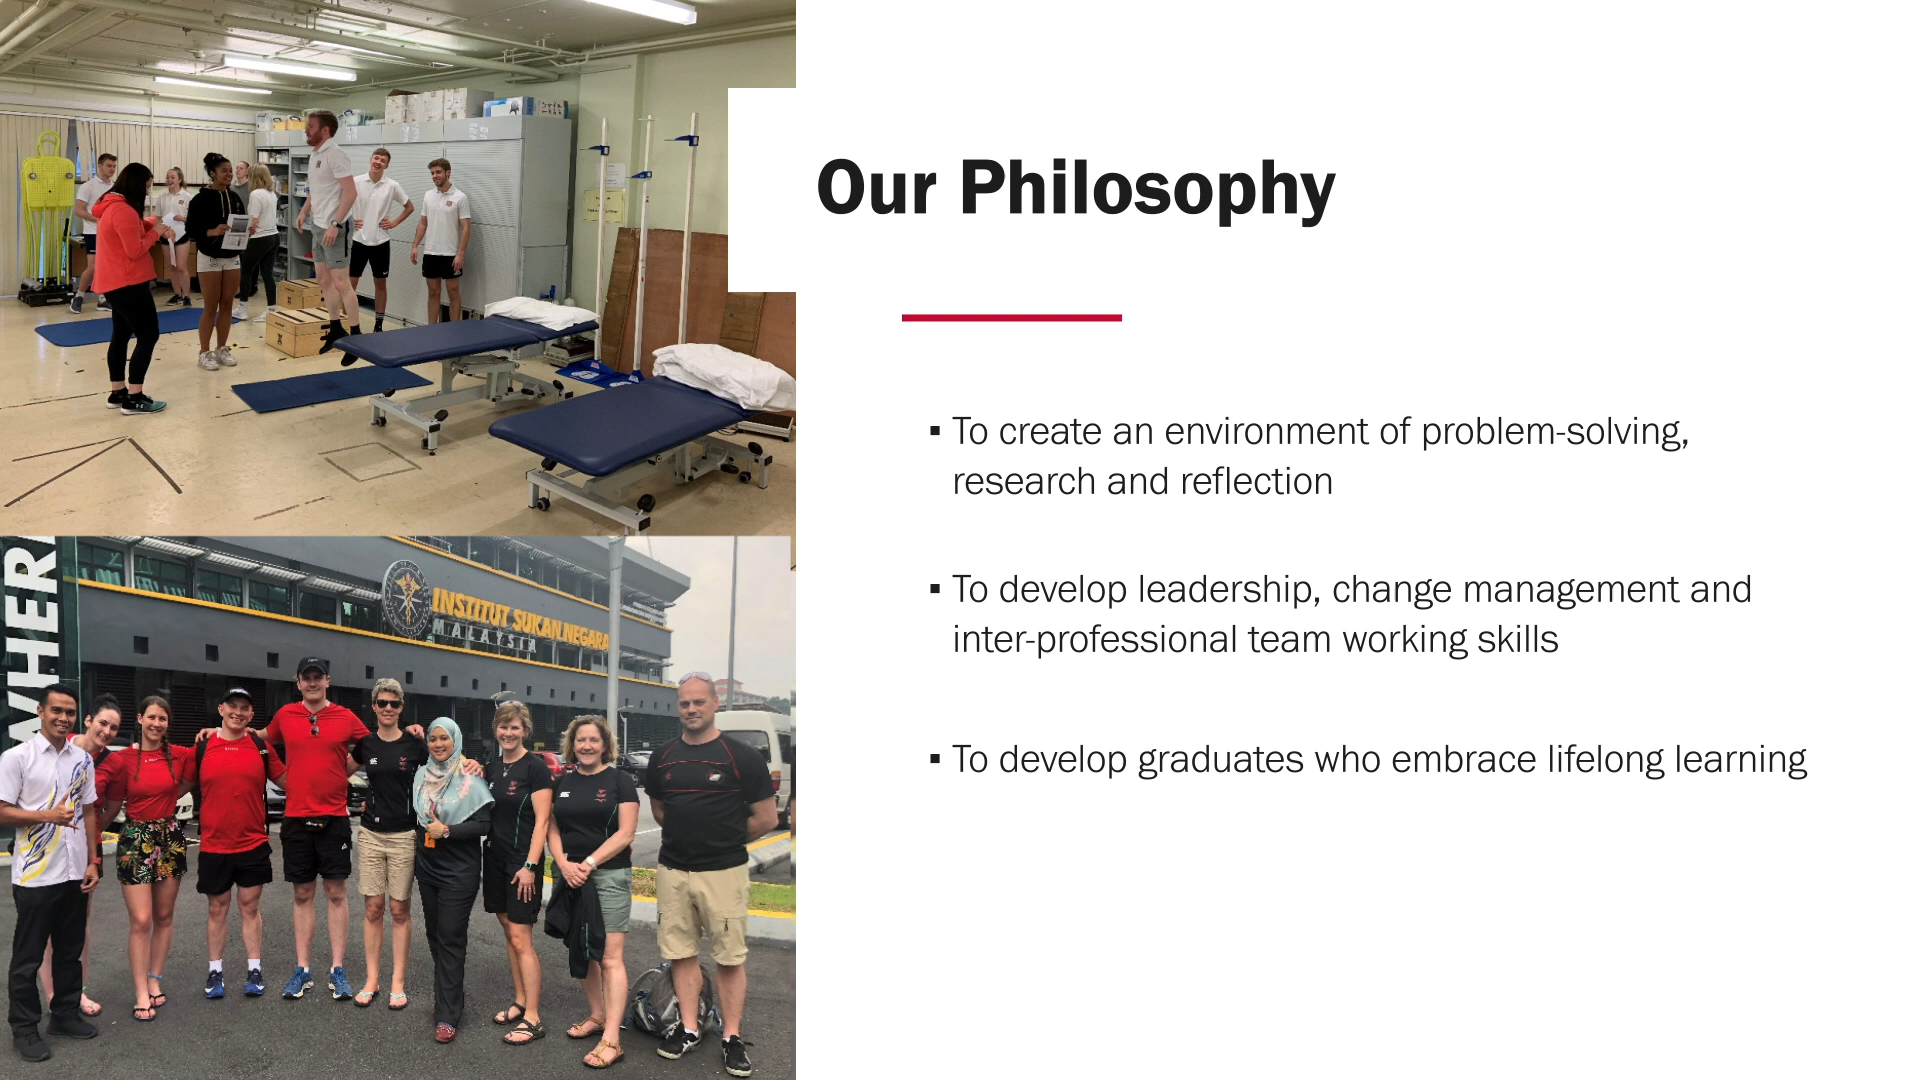 Our Philosophy
▪ To create an environment of problem-solving,
research and reflection
▪ To develop leadership, change management and
inter-professional team working skills
▪ To develop graduates who embrace lifelong learning
WHER
INSTITUT SUKAN NEGARA
MALAYSIA